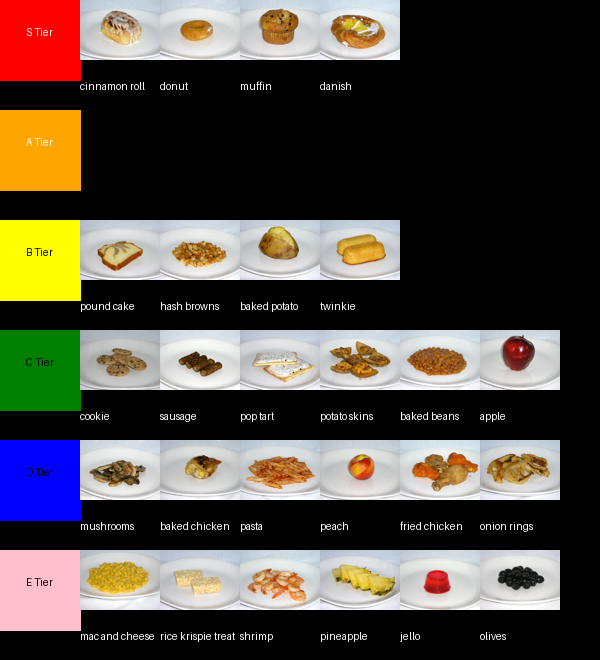 S Tier
cinnamon roll donut muffin danish
A Tier
B Tier
pound cake hash browns baked potato twinkie
C Tier
cookie sausage pop tart potato skins baked beans apple
D Tier
mushrooms baked chicken pasta peach fried chicken onion rings
E Tier
mac and cheese rice krispie treat shrimp pineapple jello olives